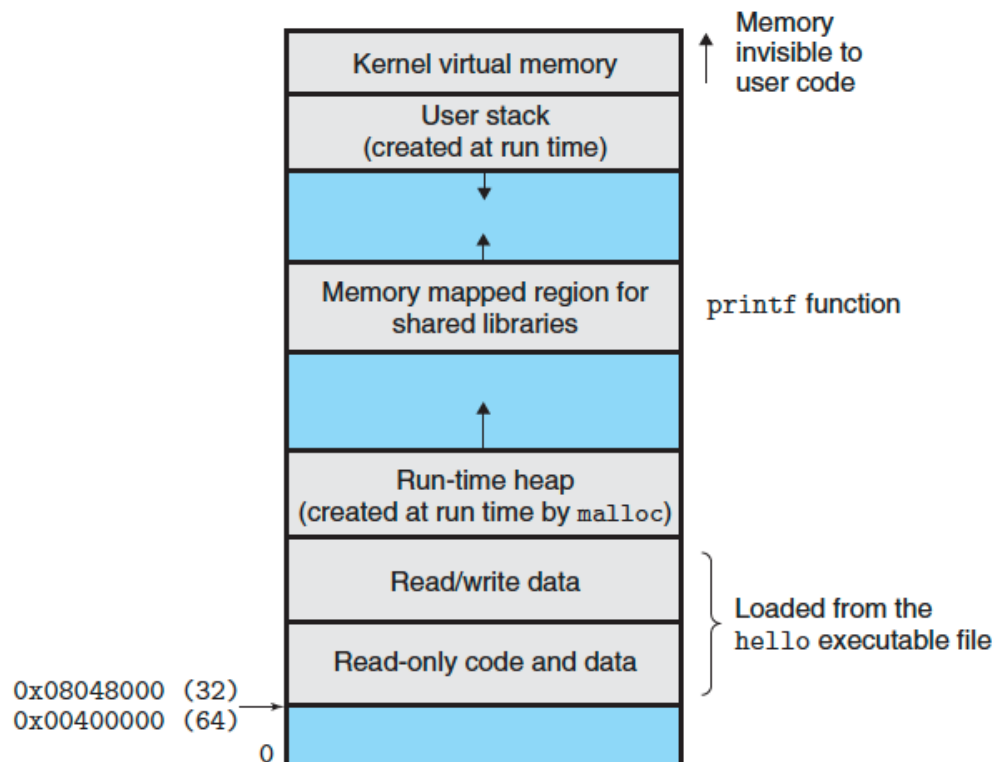 Memory
invisible to
user code
Kernel virtual memory
User stack
(created at run time)
Memory mapped region for
shared libraries
printf function
Run-time heap
(created at run time by malloc)
Read/write data
Loaded from the
hello executable file
Read-only code and data
0x08048000 (32)
0x00400000 (64)
0